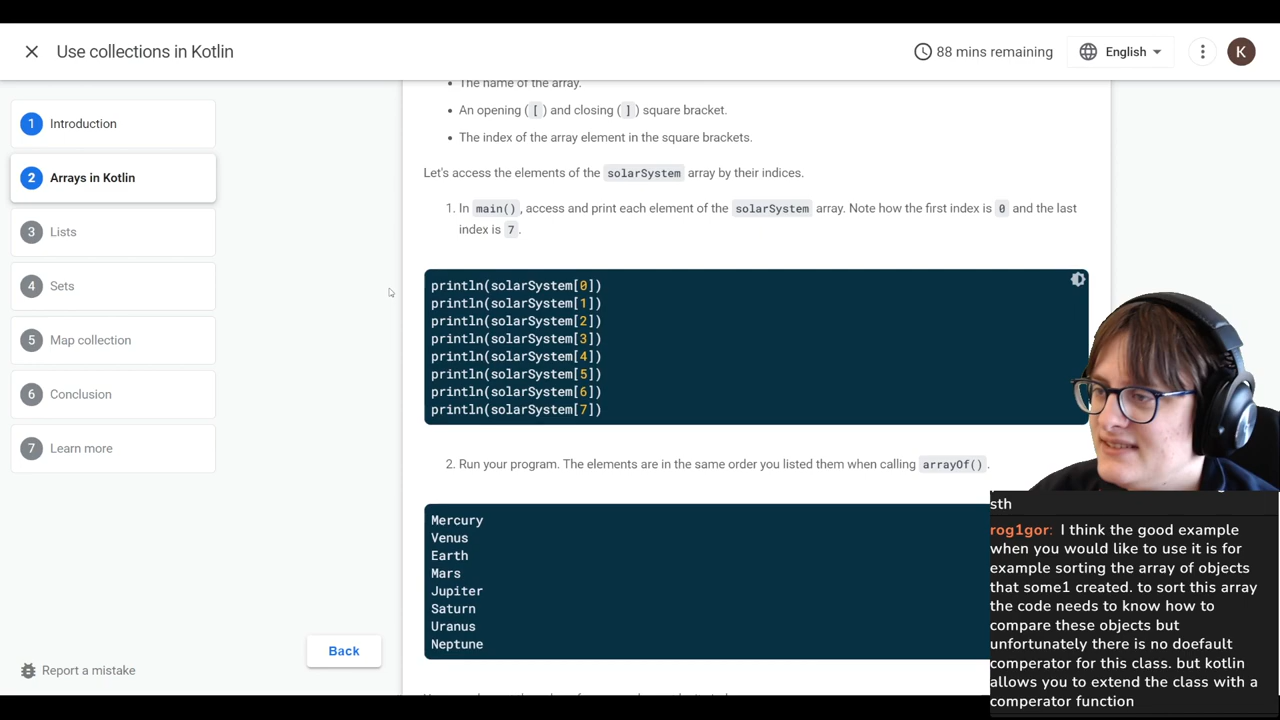 Use collections in Kotlin
88 mins remaining
English
K
1 Introduction
2 Arrays in Kotlin
3 Lists
4 Sets
5 Map collection
6 Conclusion
7 Learn more
Report a mistake
Back
• The name of the array.
• An opening ( [ ) and closing ( ] ) square bracket.
• The index of the array element in the square brackets.
Let's access the elements of the solarSystem array by their indices.
1. In main(), access and print each element of the solarSystem array. Note how the first index is 0 and the last
index is 7 .
println(solarSystem[0])
println(solarSystem[1])
println(solarSystem[2])
println(solarSystem[3])
println(solarSystem[4])
println(solarSystem[5])
println(solarSystem[6])
println(solarSystem[7])
2. Run your program. The elements are in the same order you listed them when calling arrayOf() .
Mercury
Venus
Earth
Mars
Jupiter
Saturn
Uranus
Neptune
sth
rog1gor: I think the good example
when you would like to use it is for
example sorting the array of objects
that some1 created. to sort this array
the code needs to know how to
compare these objects but
unfortunately there is no doefault
comperator for this class. but kotlin
allows you to extend the class with a
comperator function